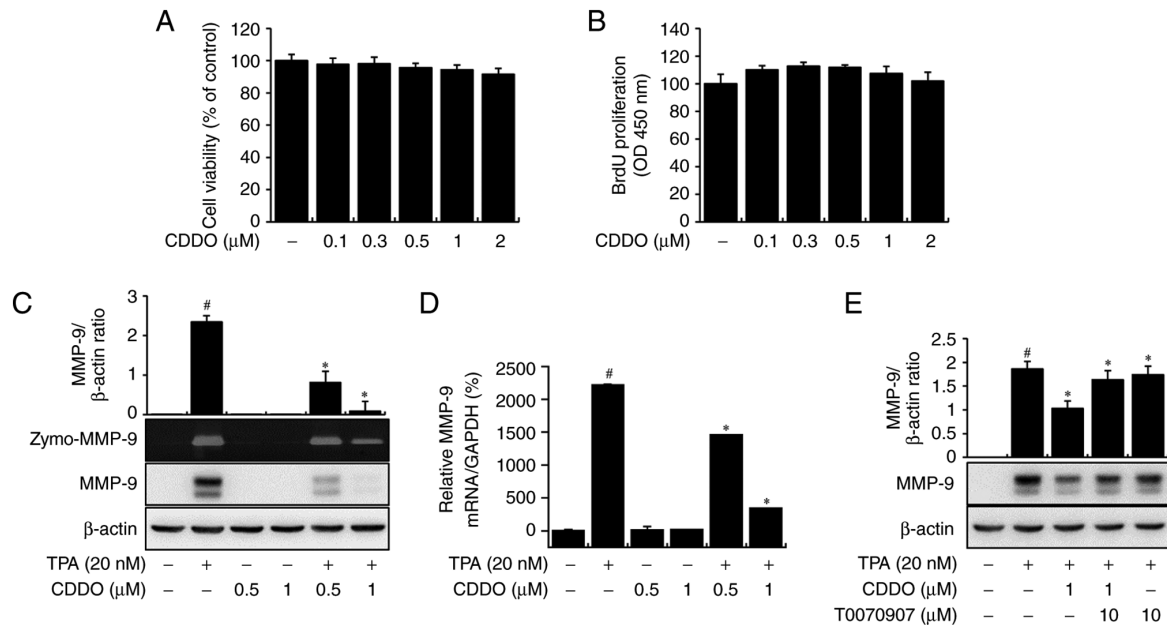 A
140
120
100
80
60
40
20
0
Cell viability (% of control)
CDDO (μM) – 0.1 0.3 0.5 1 2
B
140
120
100
80
60
40
20
0
BrdU proliferation
(OD 450 nm)
CDDO (μM) – 0.1 0.3 0.5 1 2
C
3
2
1
0
MMP-9/
β-actin ratio
# * *
Zymo-MMP-9
MMP-9
β-actin
TPA (20 nM) – + – – + +
CDDO (μM) – – 0.5 1 0.5 1
D
2500
2200
1500
1000
500
0
Relative MMP-9
mRNA/GAPDH (%)
# * *
TPA (20 nM) – + – – + +
CDDO (μM) – – 0.5 1 0.5 1
E
2.5
2
1.5
1
0.5
0
MMP-9/
β-actin ratio
# * * *
MMP-9
β-actin
TPA (20 nM) – + + + +
CDDO (μM) – – 1 1 –
T0070907 (μM) – – – 10 10